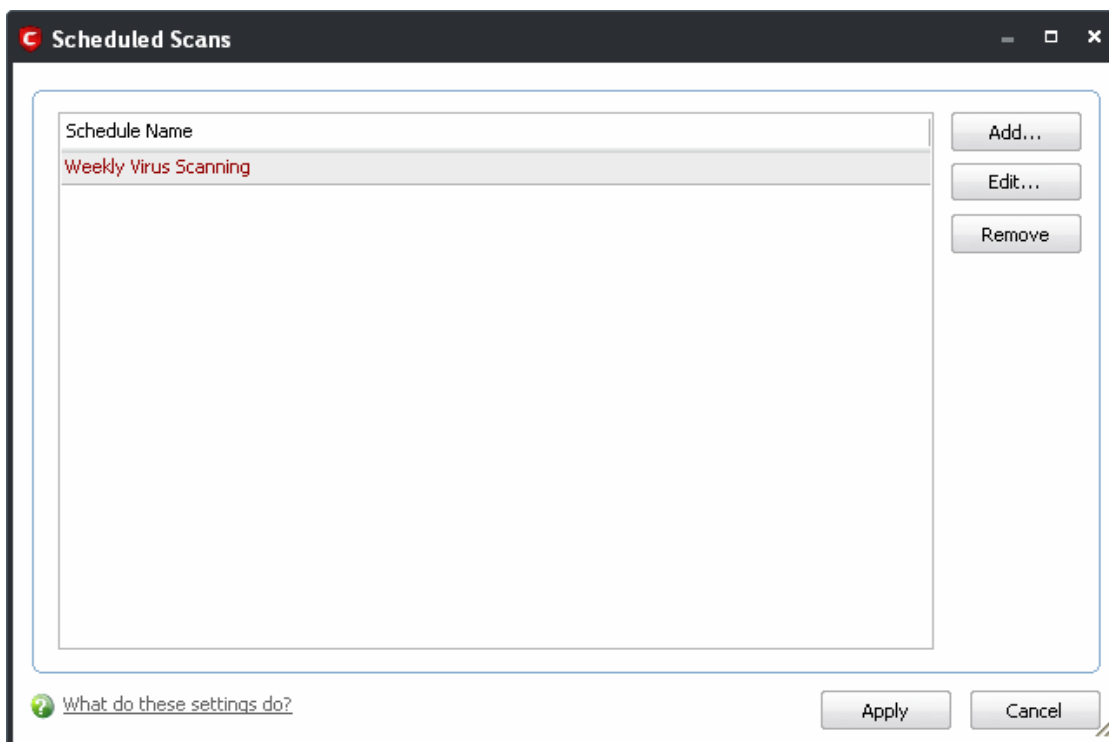 Scheduled Scans
Schedule Name
Weekly Virus Scanning
Add...
Edit...
Remove
What do these settings do?
Apply
Cancel